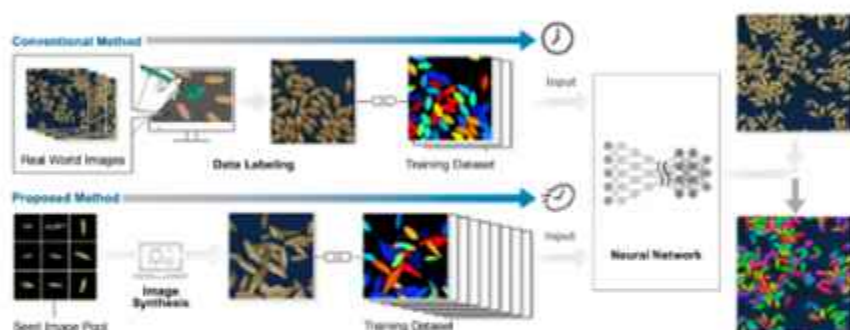 Conventional Method
Input
Real World Images
Data Labeling
Training Dataset
Proposed Method
Input
Neural Network
Image
Synthesis
Seed Image Pool
Training Dataset